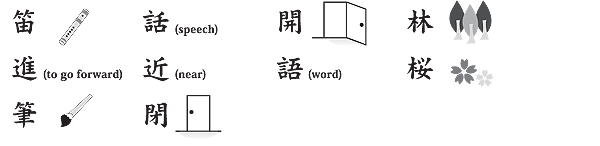 笛 話 (speech) 開 林
進 (to go forward) 近 (near) 語 (word) 桜
筆 閉